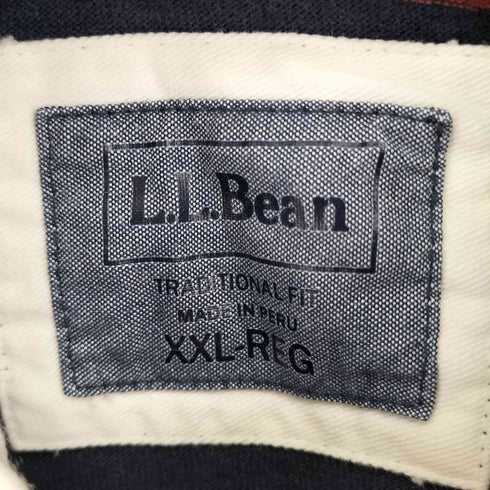 L.L.Bean
TRADITIONAL FIT
MADE IN PERU
XXL-REG